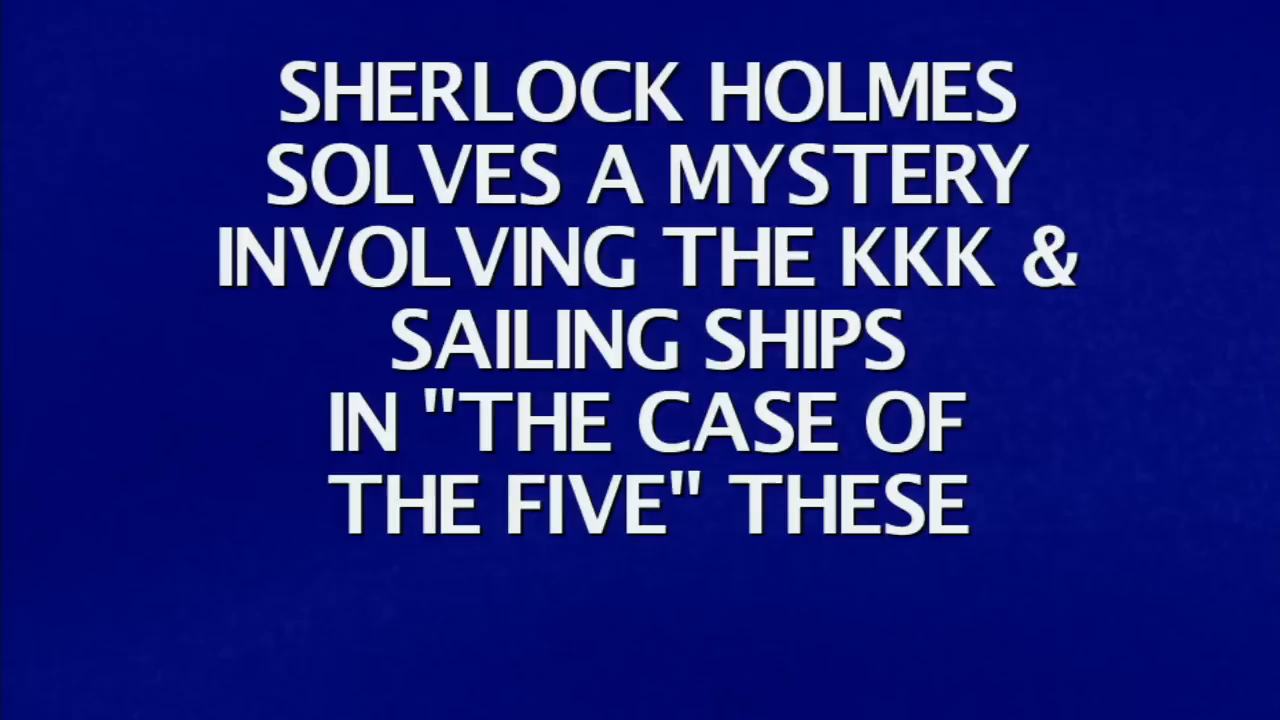 SHERLOCK HOLMES
SOLVES A MYSTERY
INVOLVING THE KKK &
SAILING SHIPS
IN "THE CASE OF
THE FIVE" THESE